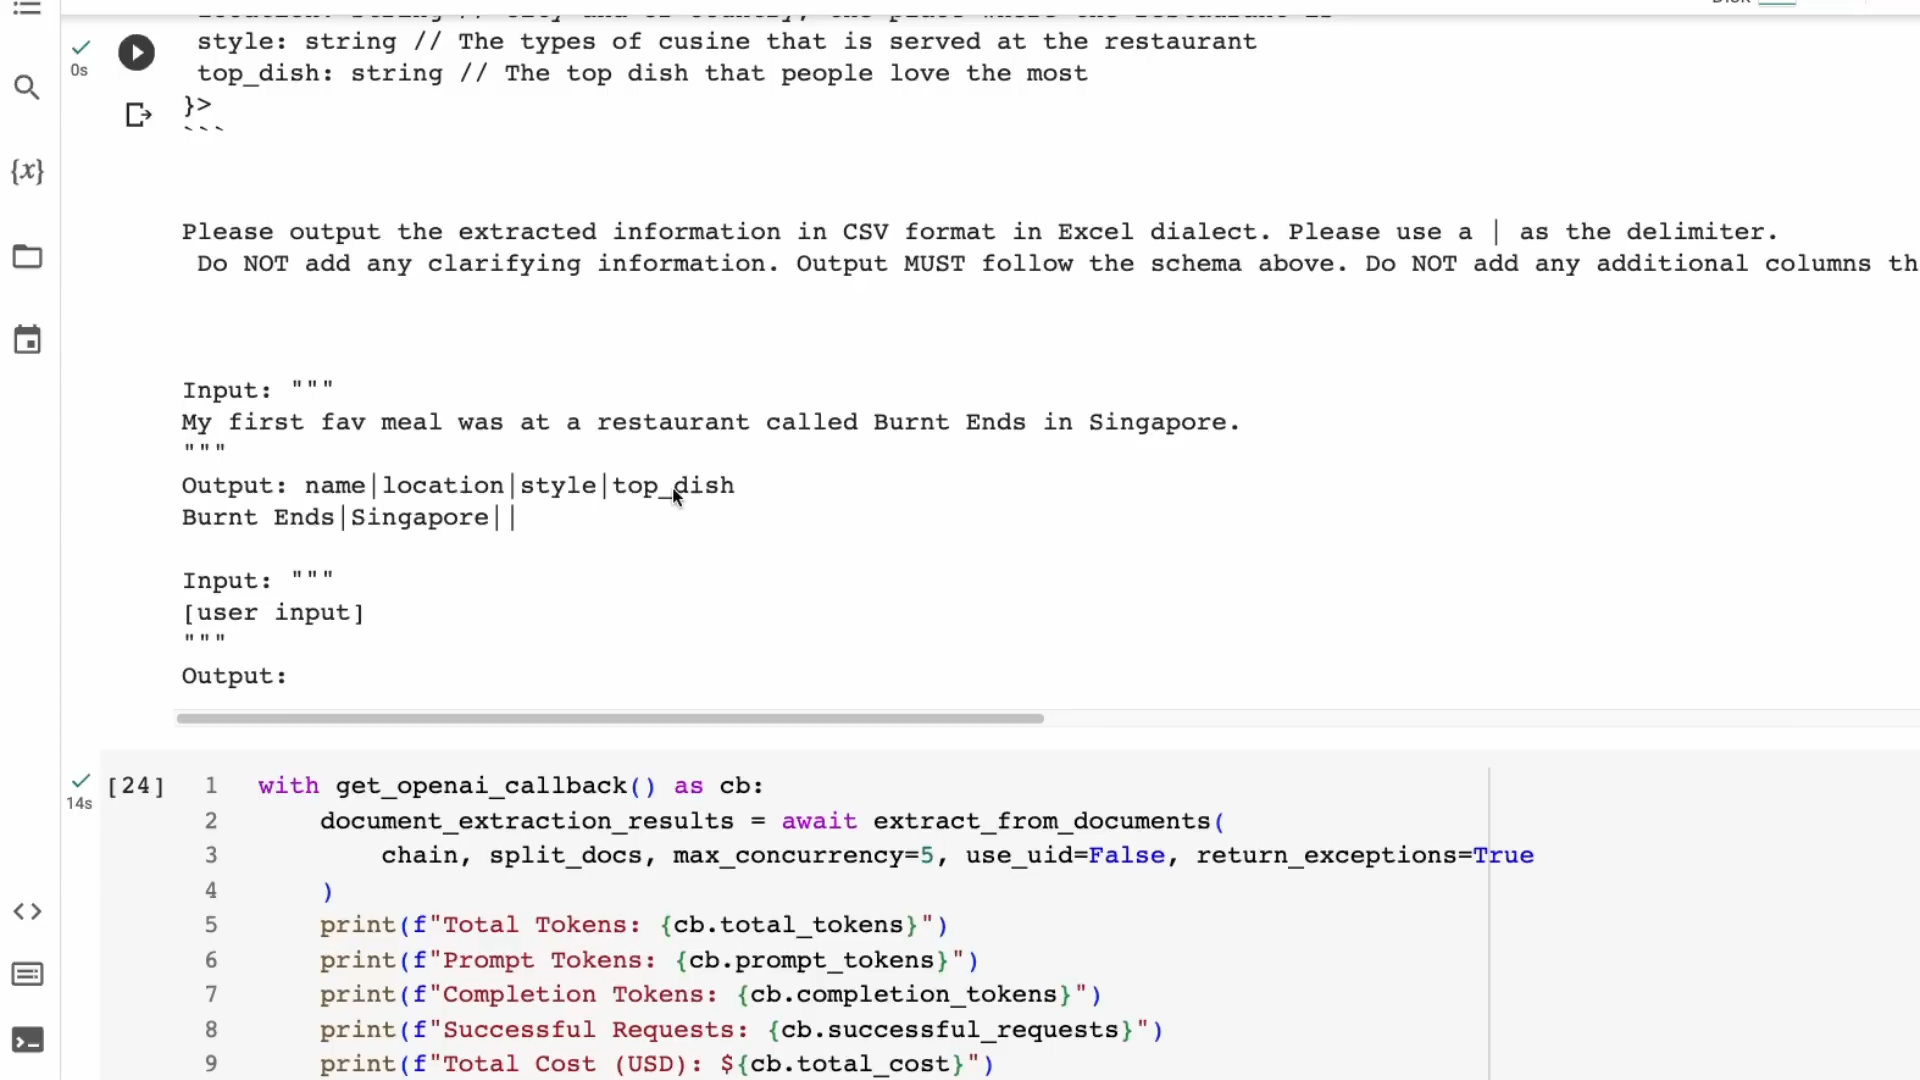 style: string // The types of cusine that is served at the restaurant
0s
top_dish: string // The top dish that people love the most
}>
```
{x}
Please output the extracted information in CSV format in Excel dialect. Please use a | as the delimiter.
Do NOT add any clarifying information. Output MUST follow the schema above. Do NOT add any additional columns th
Input: """
My first fav meal was at a restaurant called Burnt Ends in Singapore.
"""
Output: name|location|style|top_dish
Burnt Ends|Singapore||
Input: """
[user input]
"""
Output:
[24] 1 with get_openai_callback() as cb:
14s
2 document_extraction_results = await extract_from_documents(
3 chain, split_docs, max_concurrency=5, use_uid=False, return_exceptions=True
4 )
5 print(f"Total Tokens: {cb.total_tokens}")
6 print(f"Prompt Tokens: {cb.prompt_tokens}")
7 print(f"Completion Tokens: {cb.completion_tokens}")
8 print(f"Successful Requests: {cb.successful_requests}")
9 print(f"Total Cost (USD): ${cb.total_cost}")